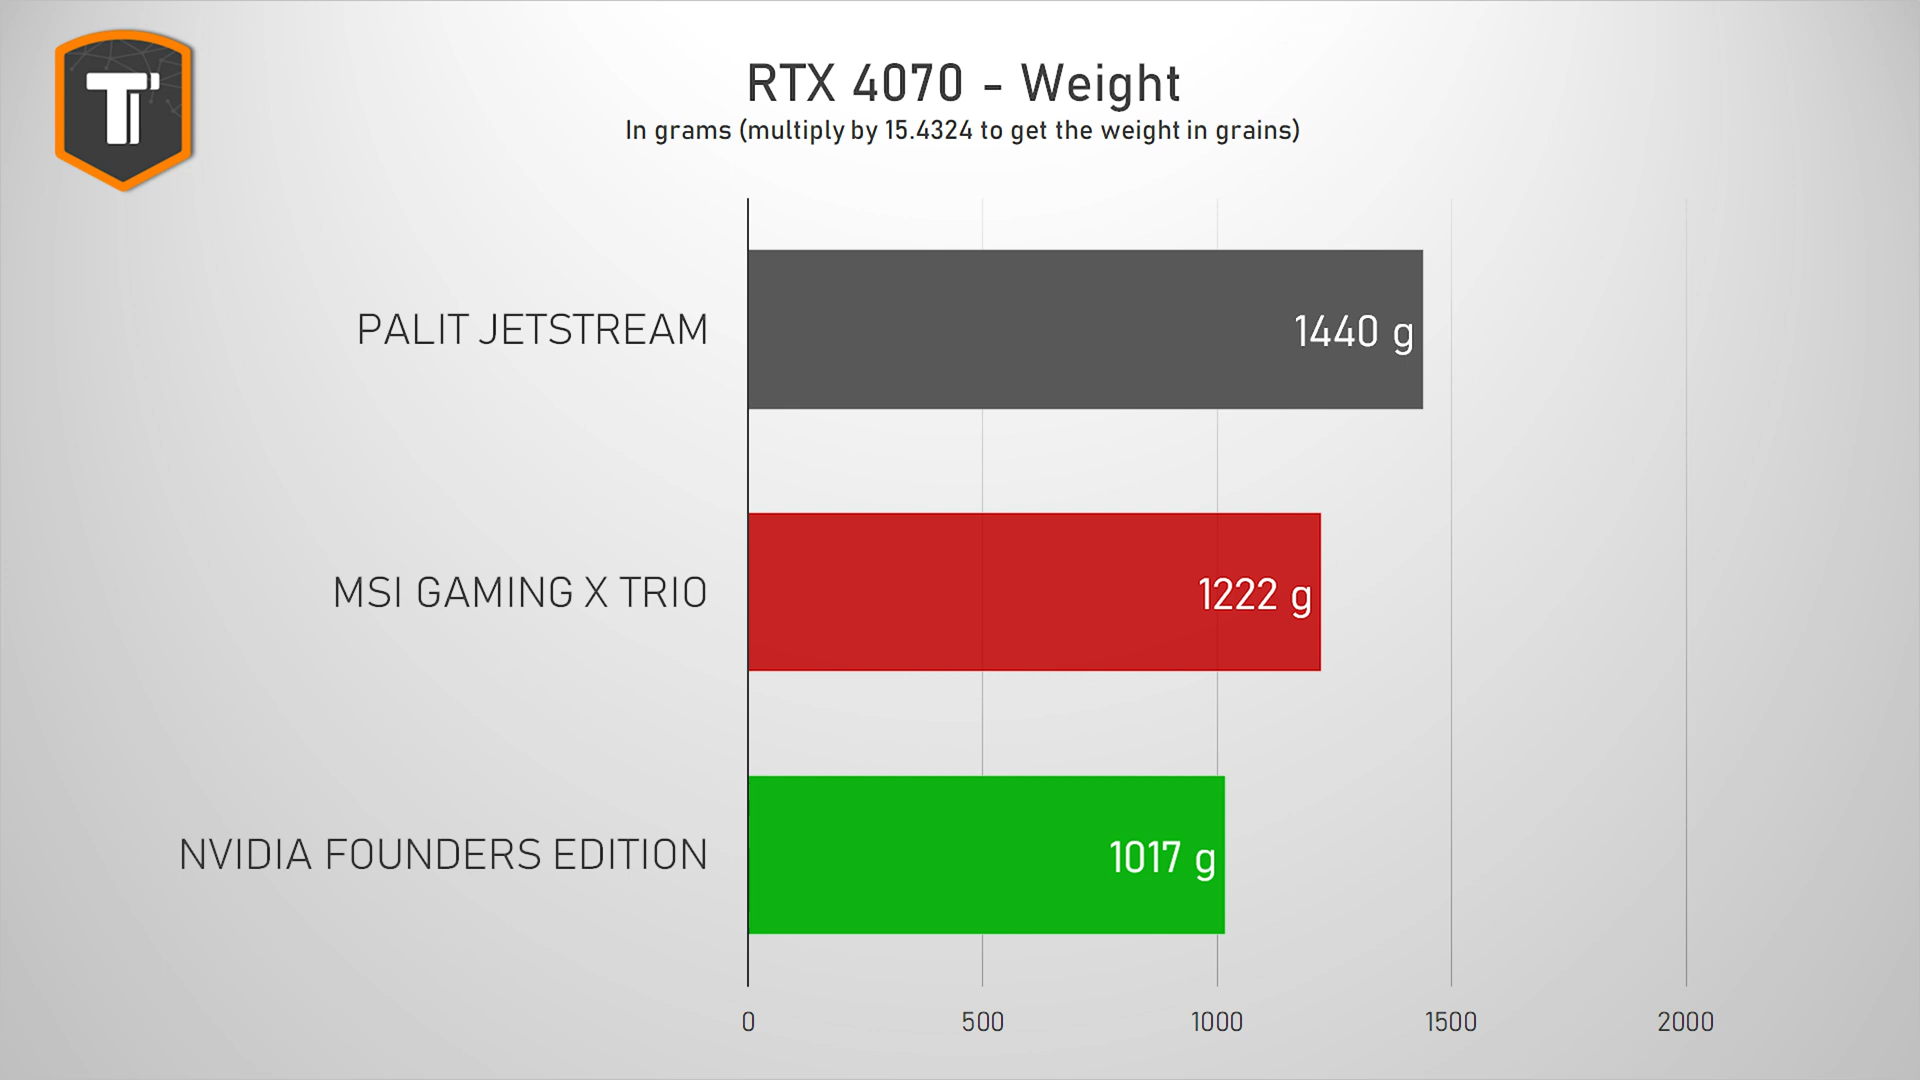 RTX 4070 - Weight
In grams (multiply by 15.4324 to get the weight in grains)
PALIT JETSTREAM
1440 g
MSI GAMING X TRIO
1222 g
NVIDIA FOUNDERS EDITION
1017 g
0 500 1000 1500 2000